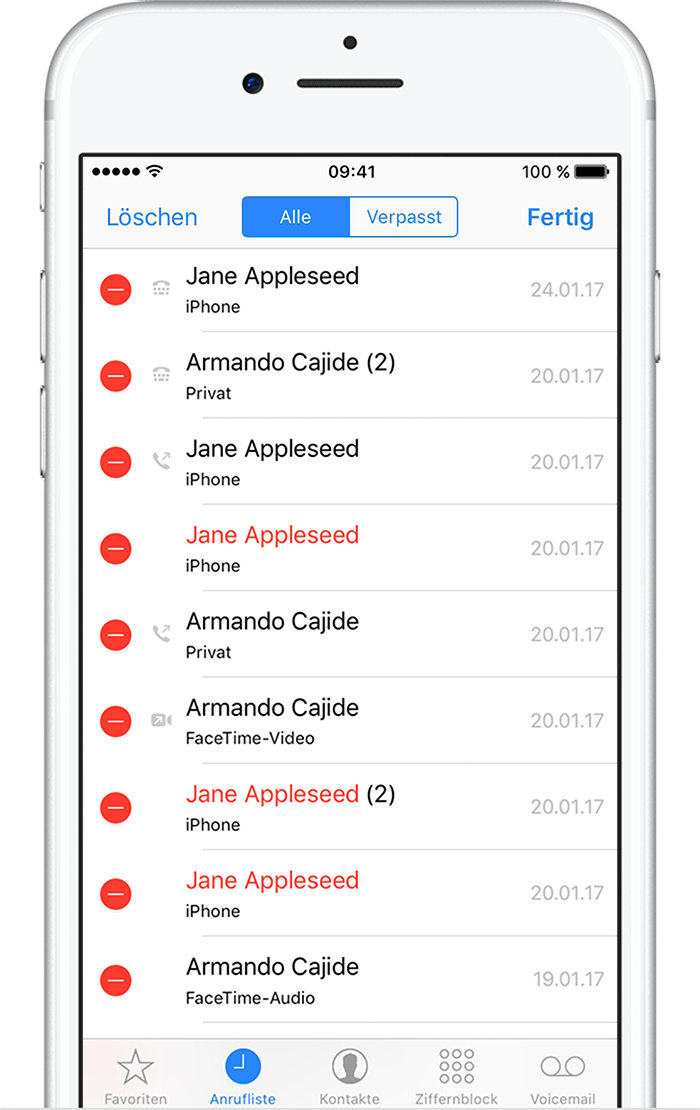 09:41
100 %
Löschen
Alle
Verpasst
Fertig
Jane Appleseed
iPhone
24.01.17
Armando Cajide (2)
Privat
20.01.17
Jane Appleseed
iPhone
20.01.17
Jane Appleseed
iPhone
20.01.17
Armando Cajide
Privat
20.01.17
Armando Cajide
FaceTime-Video
20.01.17
Jane Appleseed (2)
iPhone
20.01.17
Jane Appleseed
iPhone
20.01.17
Armando Cajide
FaceTime-Audio
19.01.17
Favoriten
Anrufliste
Kontakte
Ziffernblock
Voicemail